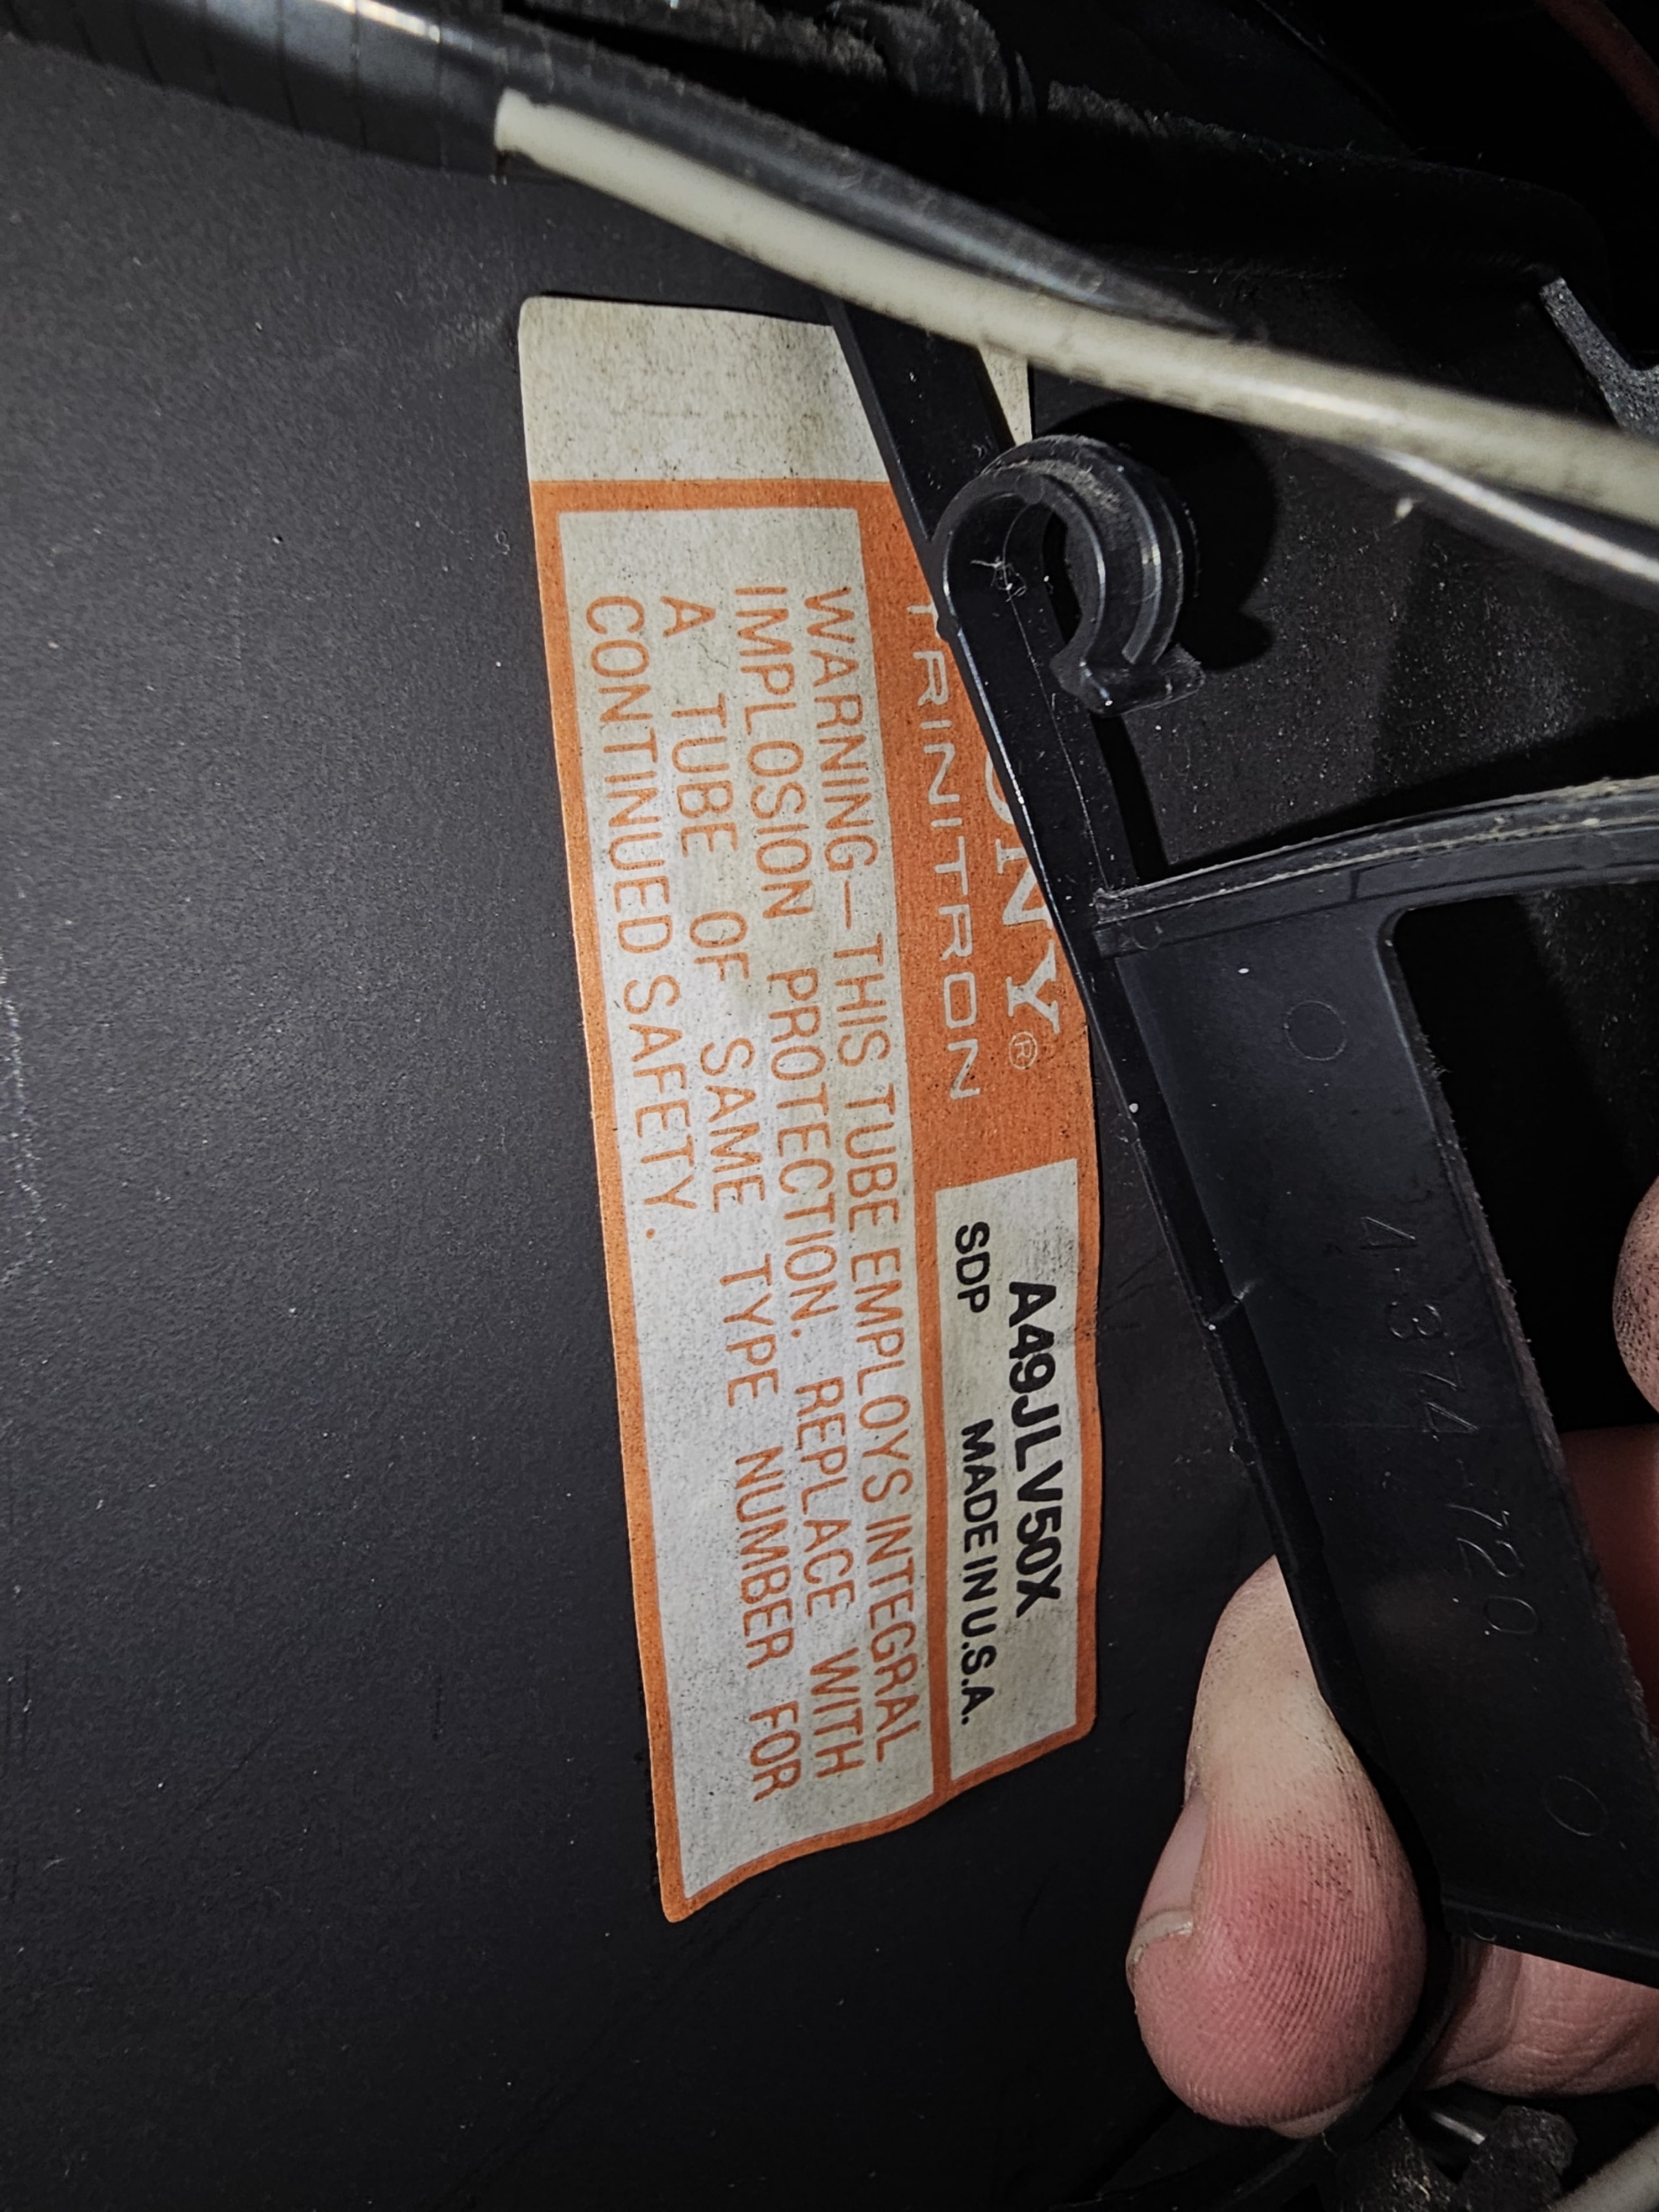 SONY®
TRINITRON
A49JLV50X
SDP MADE IN U.S.A.
WARNING—THIS TUBE EMPLOYS INTEGRAL
IMPLOSION PROTECTION. REPLACE WITH
A TUBE OF SAME TYPE NUMBER FOR
CONTINUED SAFETY.
4-374-720